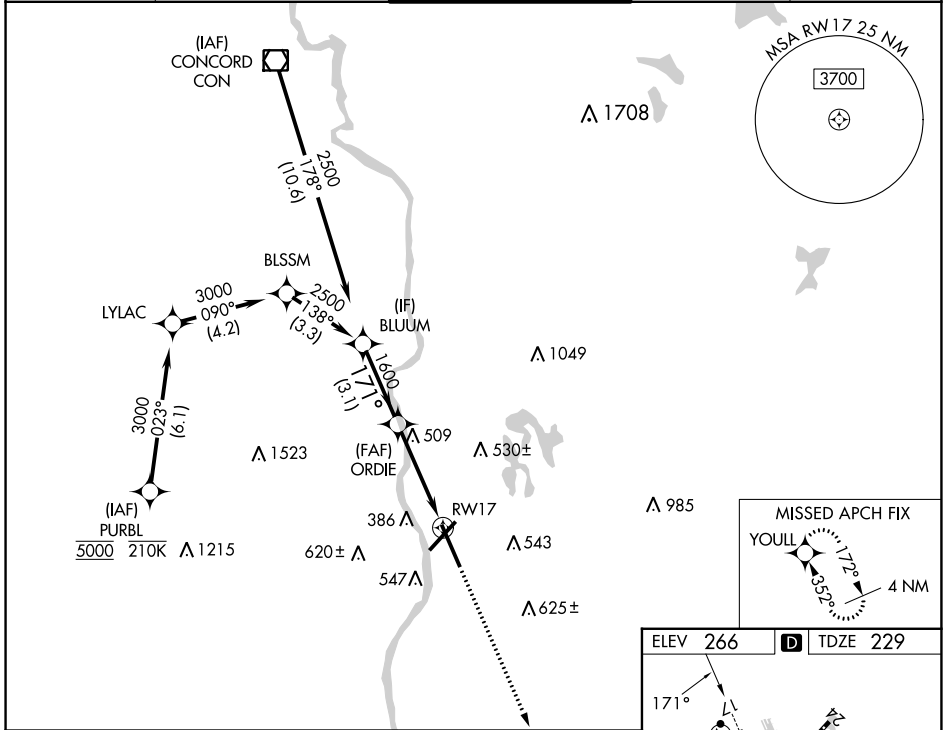 (IAF)
CONCORD
CON
MSA RW17 25 NM
3700
1708
2500
178°
(10.6)
BLSSM
3000
090°
(4.2)
2500
138°
(3.3)
LYLAC
(IF)
BLUUM
1600
171°
(3.1)
1049
3000
023°
(6.1)
509
(FAF)
ORDIE
530±
1523
(IAF)
PURBL
5000 210K
1215
386
RW17
985
620±
543
547
625±
MISSED APCH FIX
YOULL
172°
352°
4 NM
ELEV 266 D TDZE 229
171°
17
24